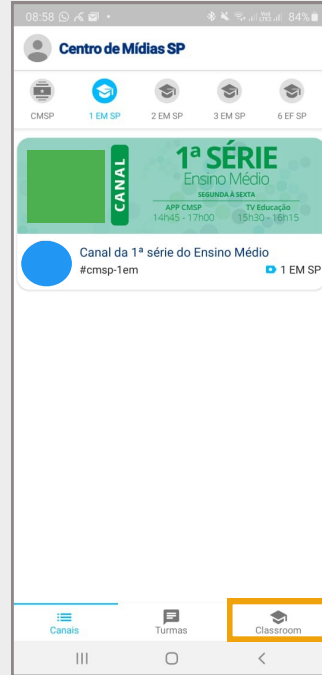 08:58 84%
Centro de Mídias SP
CMSP 1 EM SP 2 EM SP 3 EM SP 6 EF SP
CANAL
1ª SÉRIE
Ensino Médio
SEGUNDA À SEXTA
APP CMSP TV Educação
14h45 - 17h00 15h30 - 16h15
Canal da 1ª série do Ensino Médio
#cmsp-1em 1 EM SP
Canais Turmas Classroom